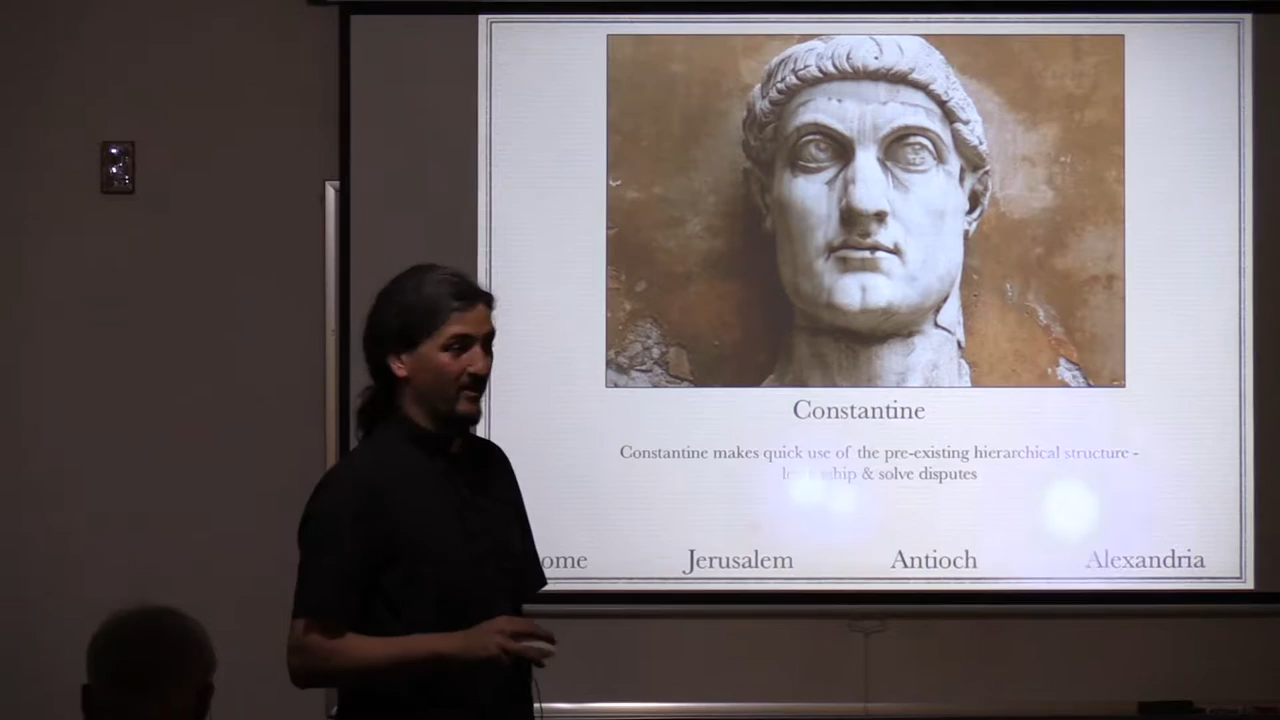 Constantine
Constantine makes quick use of the pre-existing hierarchical structure -
& solve disputes
Jerusalem Antioch Alexandria